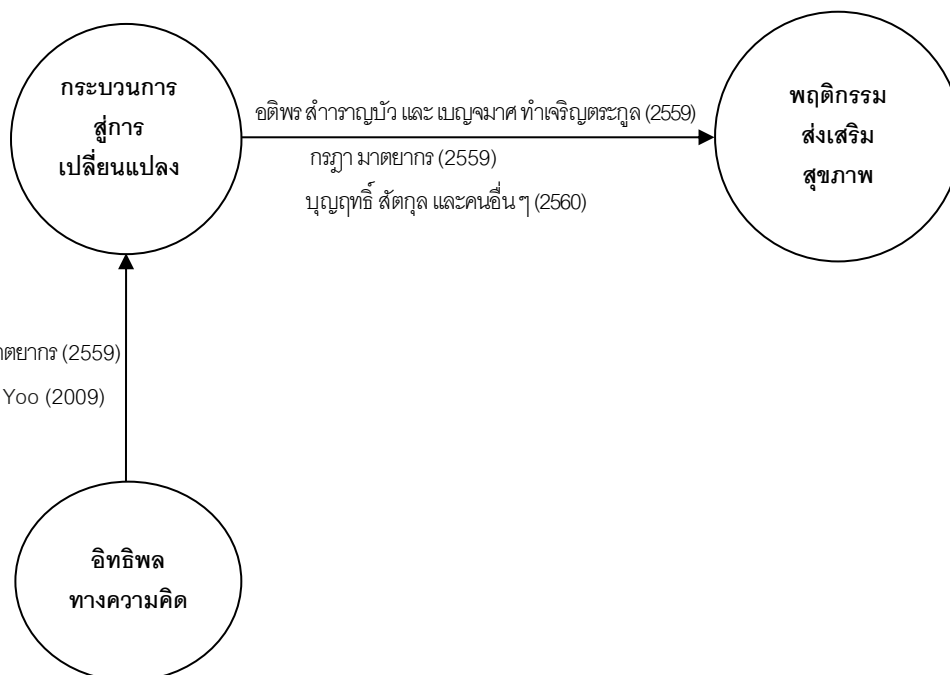 กระบวนการ
สู่การ
เปลี่ยนแปลง
อติพร สำาราญบัว และ เบญจมาศ ทำเจริญตระกูล (2559)
กรฎา มาตยากร (2559)
บุญฤทธิ์ สัตกุล และคนอื่น ๆ (2560)
พฤติกรรม
ส่งเสริม
สุขภาพ
าตยากร (2559)
Yoo (2009)
อิทธิพล
ทางความคิด